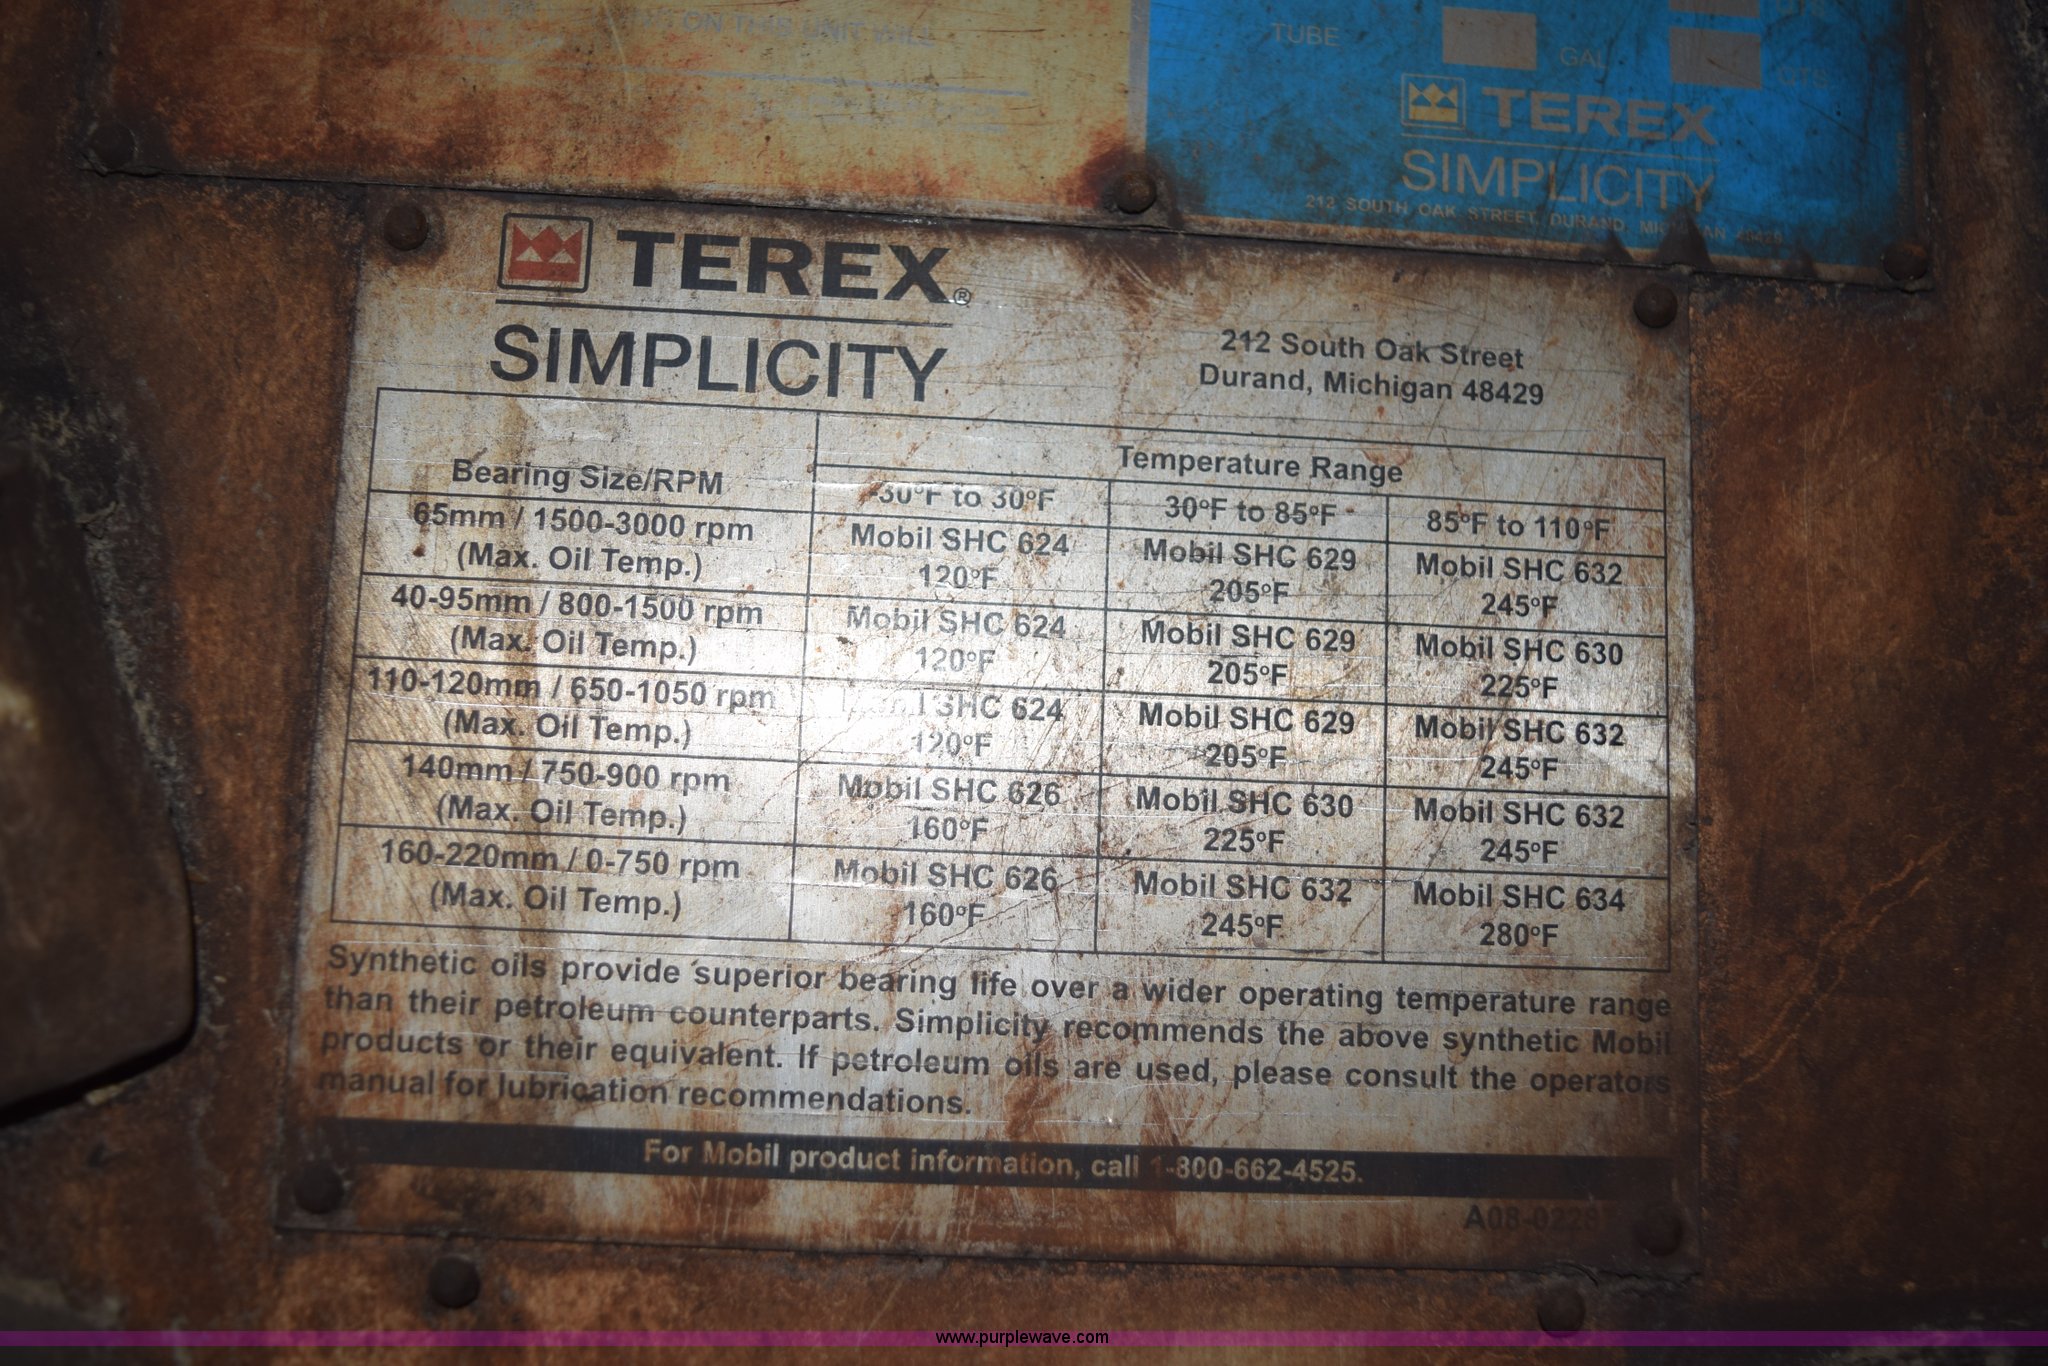 ON THIS UNIT WILL
TUBE
GAL
QTS
TEREX
SIMPLICITY
212 SOUTH OAK STREET, DURAND, MICHIGAN 48429
TEREX®
SIMPLICITY
212 South Oak Street
Durand, Michigan 48429
Bearing Size/RPM
Temperature Range
-30°F to 30°F 30°F to 85°F 85°F to 110°F
65mm / 1500-3000 rpm Mobil SHC 624 Mobil SHC 629 Mobil SHC 632
(Max. Oil Temp.) 120°F 205°F 245°F
40-95mm / 800-1500 rpm Mobil SHC 624 Mobil SHC 629 Mobil SHC 630
(Max. Oil Temp.) 120°F 205°F 225°F
110-120mm / 650-1050 rpm Mobil SHC 624 Mobil SHC 629 Mobil SHC 632
(Max. Oil Temp.) 120°F 205°F 245°F
140mm / 750-900 rpm Mobil SHC 626 Mobil SHC 630 Mobil SHC 632
(Max. Oil Temp.) 160°F 225°F 245°F
160-220mm / 0-750 rpm Mobil SHC 626 Mobil SHC 632 Mobil SHC 634
(Max. Oil Temp.) 160°F 245°F 280°F
Synthetic oils provide superior bearing life over a wider operating temperature range
than their petroleum counterparts. Simplicity recommends the above synthetic Mobil
products or their equivalent. If petroleum oils are used, please consult the operators
manual for lubrication recommendations.
For Mobil product information, call 1-800-662-4525.
A08-0228
www.purplewave.com